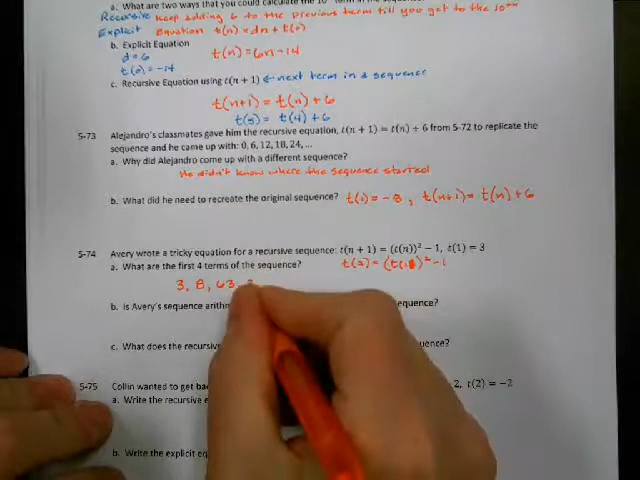 a. What are two ways that you could calculate the 10th term
Recursive keep adding 6 to the previous term till you get to the 10th
Explicit Equation t(n) = dn + t(0)
b. Explicit Equation
d = 6
t(0) = -14
t(n) = 6n - 14
c. Recursive Equation using t(n + 1) ← next term in a sequence
t(n+1) = t(n) + 6
t(5) = t(4) + 6
5-73 Alejandro's classmates gave him the recursive equation, t(n + 1) = t(n) + 6 from 5-72 to replicate the
sequence and he came up with: 0, 6, 12, 18, 24, ...
a. Why did Alejandro come up with a different sequence?
He didn't know where the sequence started
b. What did he need to recreate the original sequence? t(1) = -8, t(n+1) = t(n) + 6
5-74 Avery wrote a tricky equation for a recursive sequence: t(n + 1) = (t(n))² − 1, t(1) = 3
a. What are the first 4 terms of the sequence? t(2) = (t(1))² - 1
3, 8, 63,
b. Is Avery's sequence sequence?
c. What does the
5-75 Collin wanted to get 2, t(2) = −2
a. Write the recursive
b. Write the explicit